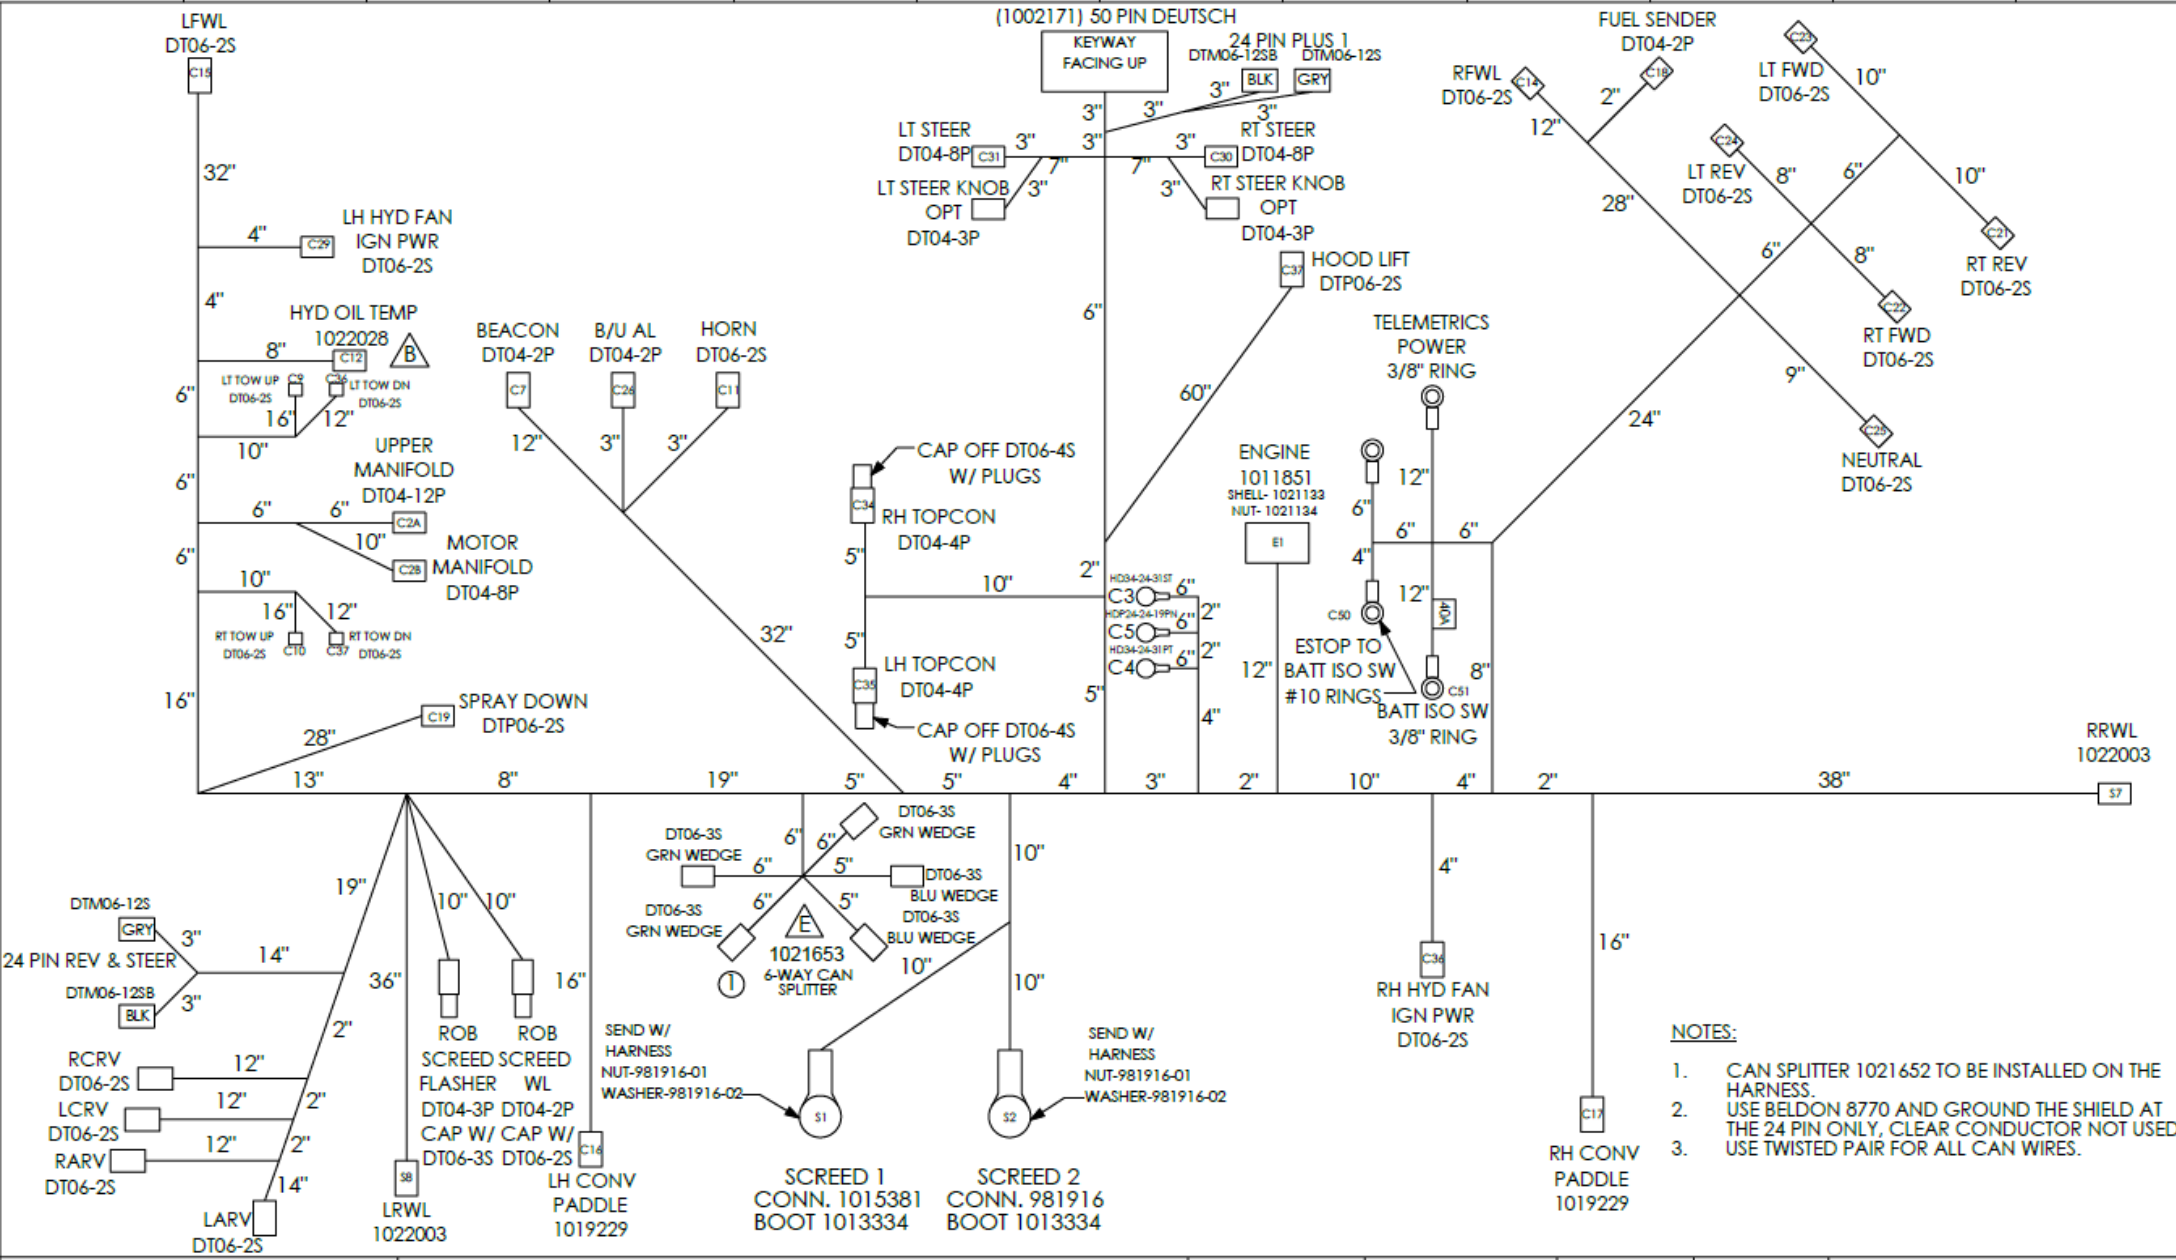 LFWL
DT06-2S
C15
32"
4"
C29
LH HYD FAN
IGN PWR
DT06-2S
4"
HYD OIL TEMP
1022028
8"
C12
B
6"
LT TOW UP
DT06-2S
C9
C36
LT TOW DN
DT06-2S
16"
12"
10"
6"
UPPER
MANIFOLD
DT04-12P
6"
6"
C2A
10"
C2B
MOTOR
MANIFOLD
DT04-8P
6"
10"
16"
12"
RT TOW UP
DT06-2S
C10
C37
RT TOW DN
DT06-2S
16"
28"
C19
SPRAY DOWN
DTP06-2S
BEACON
DT04-2P
C7
B/U AL
DT04-2P
C26
HORN
DT06-2S
C11
12"
3"
3"
32"
(1002171) 50 PIN DEUTSCH
KEYWAY
FACING UP
24 PIN PLUS 1
DTM06-12SB
DTM06-12S
BLK
GRY
3"
3"
3"
3"
LT STEER
DT04-8P
C31
3"
3"
7"
7"
3"
C30
RT STEER
DT04-8P
LT STEER KNOB
OPT
DT04-3P
3"
3"
RT STEER KNOB
OPT
DT04-3P
6"
C37
HOOD LIFT
DTP06-2S
60"
CAP OFF DT06-4S
W/ PLUGS
C34
RH TOPCON
DT04-4P
5"
10"
2"
5"
C35
LH TOPCON
DT04-4P
CAP OFF DT06-4S
W/ PLUGS
HD34-24-31ST
C3
6"
2"
HDP24-24-19PN
C5
6"
2"
HD34-24-31PT
C4
6"
5"
4"
ENGINE
1011851
SHELL- 1021133
NUT- 1021134
E1
12"
TELEMETRICS
POWER
3/8" RING
12"
6"
6"
6"
4"
12"
40A
C50
ESTOP TO
BATT ISO SW
#10 RINGS
C51
BATT ISO SW
3/8" RING
8"
FUEL SENDER
DT04-2P
C18
RFWL
DT06-2S
C14
2"
12"
28"
C23
LT FWD
DT06-2S
10"
C24
LT REV
DT06-2S
8"
6"
10"
C21
RT REV
DT06-2S
6"
8"
C22
RT FWD
DT06-2S
9"
24"
C25
NEUTRAL
DT06-2S
RRWL
1022003
S7
13"
8"
19"
5"
5"
4"
3"
2"
10"
4"
2"
38"
19"
DTM06-12S
GRY
3"
24 PIN REV & STEER
14"
DTM06-12SB
BLK
3"
2"
RCRV
DT06-2S
12"
2"
LCRV
DT06-2S
12"
2"
RARV
DT06-2S
12"
14"
LARV
DT06-2S
36"
S8
LRWL
1022003
10"
10"
ROB
SCREED
FLASHER
DT04-3P
CAP W/
DT06-3S
ROB
SCREED
WL
DT04-2P
CAP W/
DT06-2S
16"
C16
LH CONV
PADDLE
1019229
6"
6"
DT06-3S
GRN WEDGE
DT06-3S
GRN WEDGE
6"
5"
DT06-3S
BLU WEDGE
DT06-3S
GRN WEDGE
6"
5"
DT06-3S
BLU WEDGE
E
1021653
6-WAY CAN
SPLITTER
1
10"
10"
10"
SEND W/
HARNESS
NUT-981916-01
WASHER-981916-02
S1
SCREED 1
CONN. 1015381
BOOT 1013334
SEND W/
HARNESS
NUT-981916-01
WASHER-981916-02
S2
SCREED 2
CONN. 981916
BOOT 1013334
4"
C36
RH HYD FAN
IGN PWR
DT06-2S
16"
C17
RH CONV
PADDLE
1019229
NOTES:
1. CAN SPLITTER 1021652 TO BE INSTALLED ON THE
HARNESS.
2. USE BELDON 8770 AND GROUND THE SHIELD AT
THE 24 PIN ONLY, CLEAR CONDUCTOR NOT USED
3. USE TWISTED PAIR FOR ALL CAN WIRES.